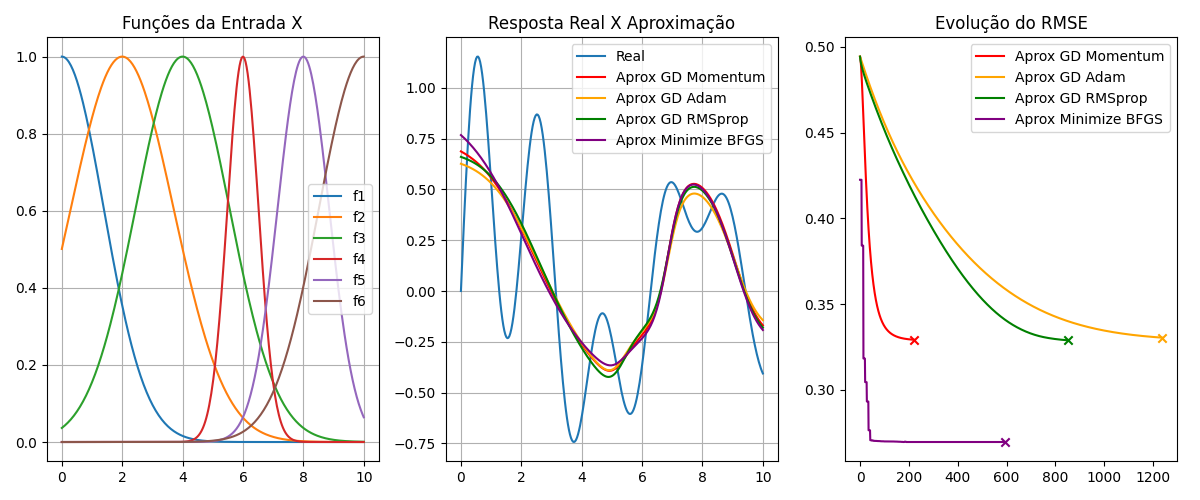 Funções da Entrada X
1.0
0.8
0.6
0.4
0.2
0.0
0 2 4 6 8 10
f1
f2
f3
f4
f5
f6
Resposta Real X Aproximação
1.00
0.75
0.50
0.25
0.00
−0.25
−0.50
−0.75
0 2 4 6 8 10
Real
Aprox GD Momentum
Aprox GD Adam
Aprox GD RMSprop
Aprox Minimize BFGS
Evolução do RMSE
0.50
0.45
0.40
0.35
0.30
0 200 400 600 800 1000 1200
Aprox GD Momentum
Aprox GD Adam
Aprox GD RMSprop
Aprox Minimize BFGS